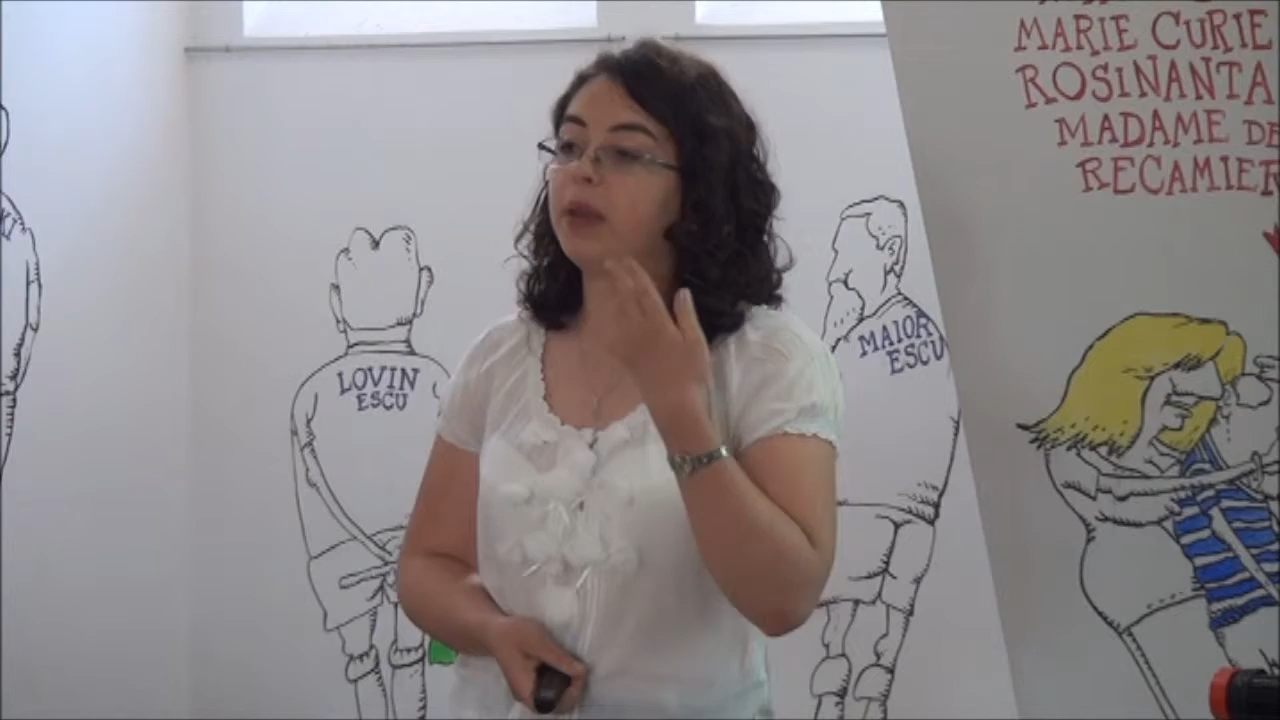 LOVIN
ESCU
MAIOR
ESCU
MARIE CURIE
ROSINANTA
MADAME DE
RECAMIER